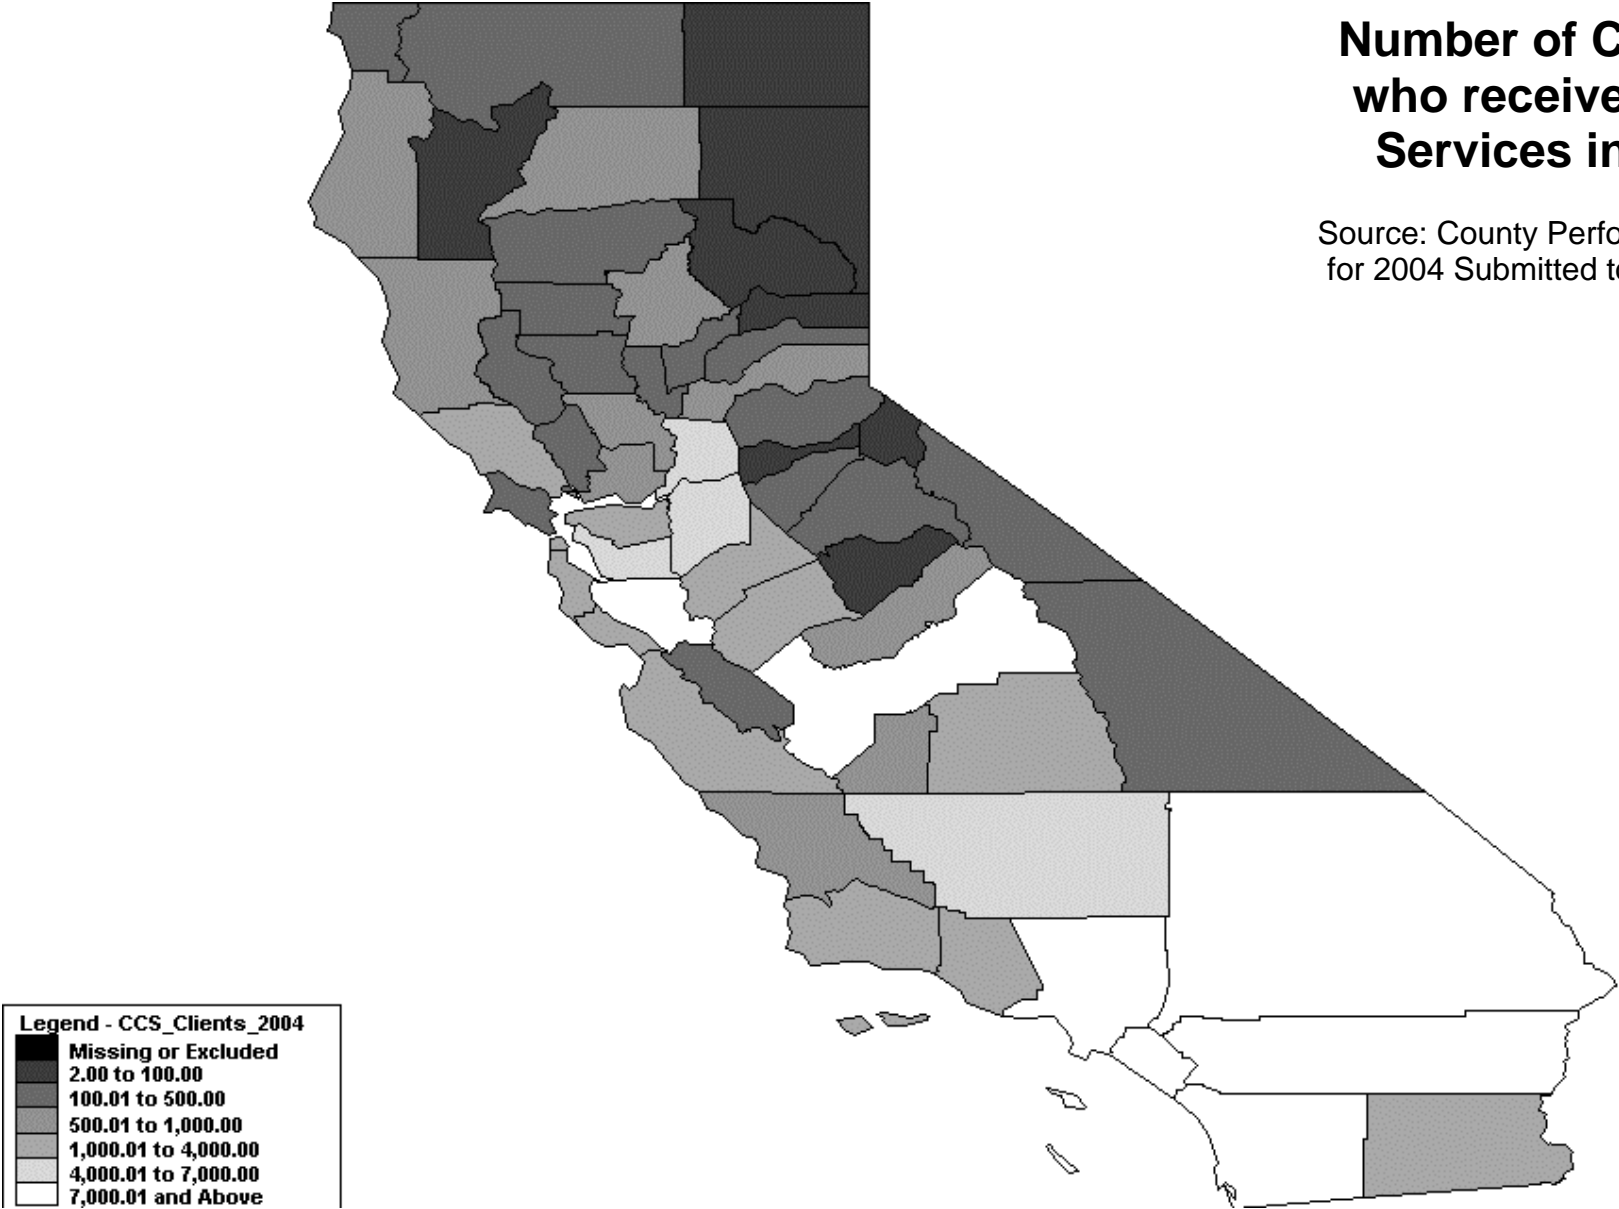 Number of C
who receive
Services in
Source: County Perfo
for 2004 Submitted t
Legend - CCS_Clients_2004
Missing or Excluded
2.00 to 100.00
100.01 to 500.00
500.01 to 1,000.00
1,000.01 to 4,000.00
4,000.01 to 7,000.00
7,000.01 and Above